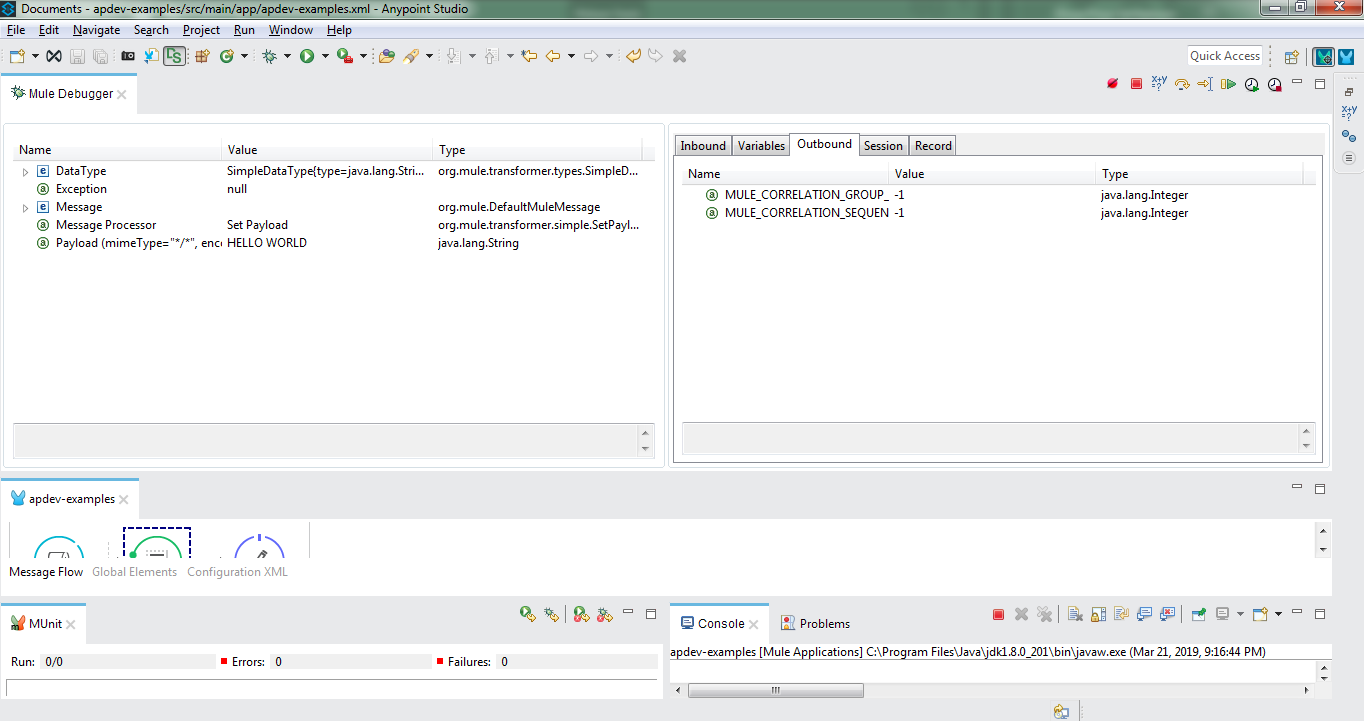 Documents - apdev-examples/src/main/app/apdev-examples.xml - Anypoint Studio
File Edit Navigate Search Project Run Window Help
Quick Access
Mule Debugger
Name Value Type
DataType SimpleDataType{type=java.lang.Stri... org.mule.transformer.types.SimpleD...
Exception null
Message org.mule.DefaultMuleMessage
Message Processor Set Payload org.mule.transformer.simple.SetPayl...
Payload (mimeType="*/*", enco HELLO WORLD java.lang.String
Inbound Variables Outbound Session Record
Name Value Type
MULE_CORRELATION_GROUP_ -1 java.lang.Integer
MULE_CORRELATION_SEQUEN -1 java.lang.Integer
apdev-examples
Message Flow Global Elements Configuration XML
MUnit
Run: 0/0 Errors: 0 Failures: 0
Console Problems
apdev-examples [Mule Applications] C:\Program Files\Java\jdk1.8.0_201\bin\javaw.exe (Mar 21, 2019, 9:16:44 PM)